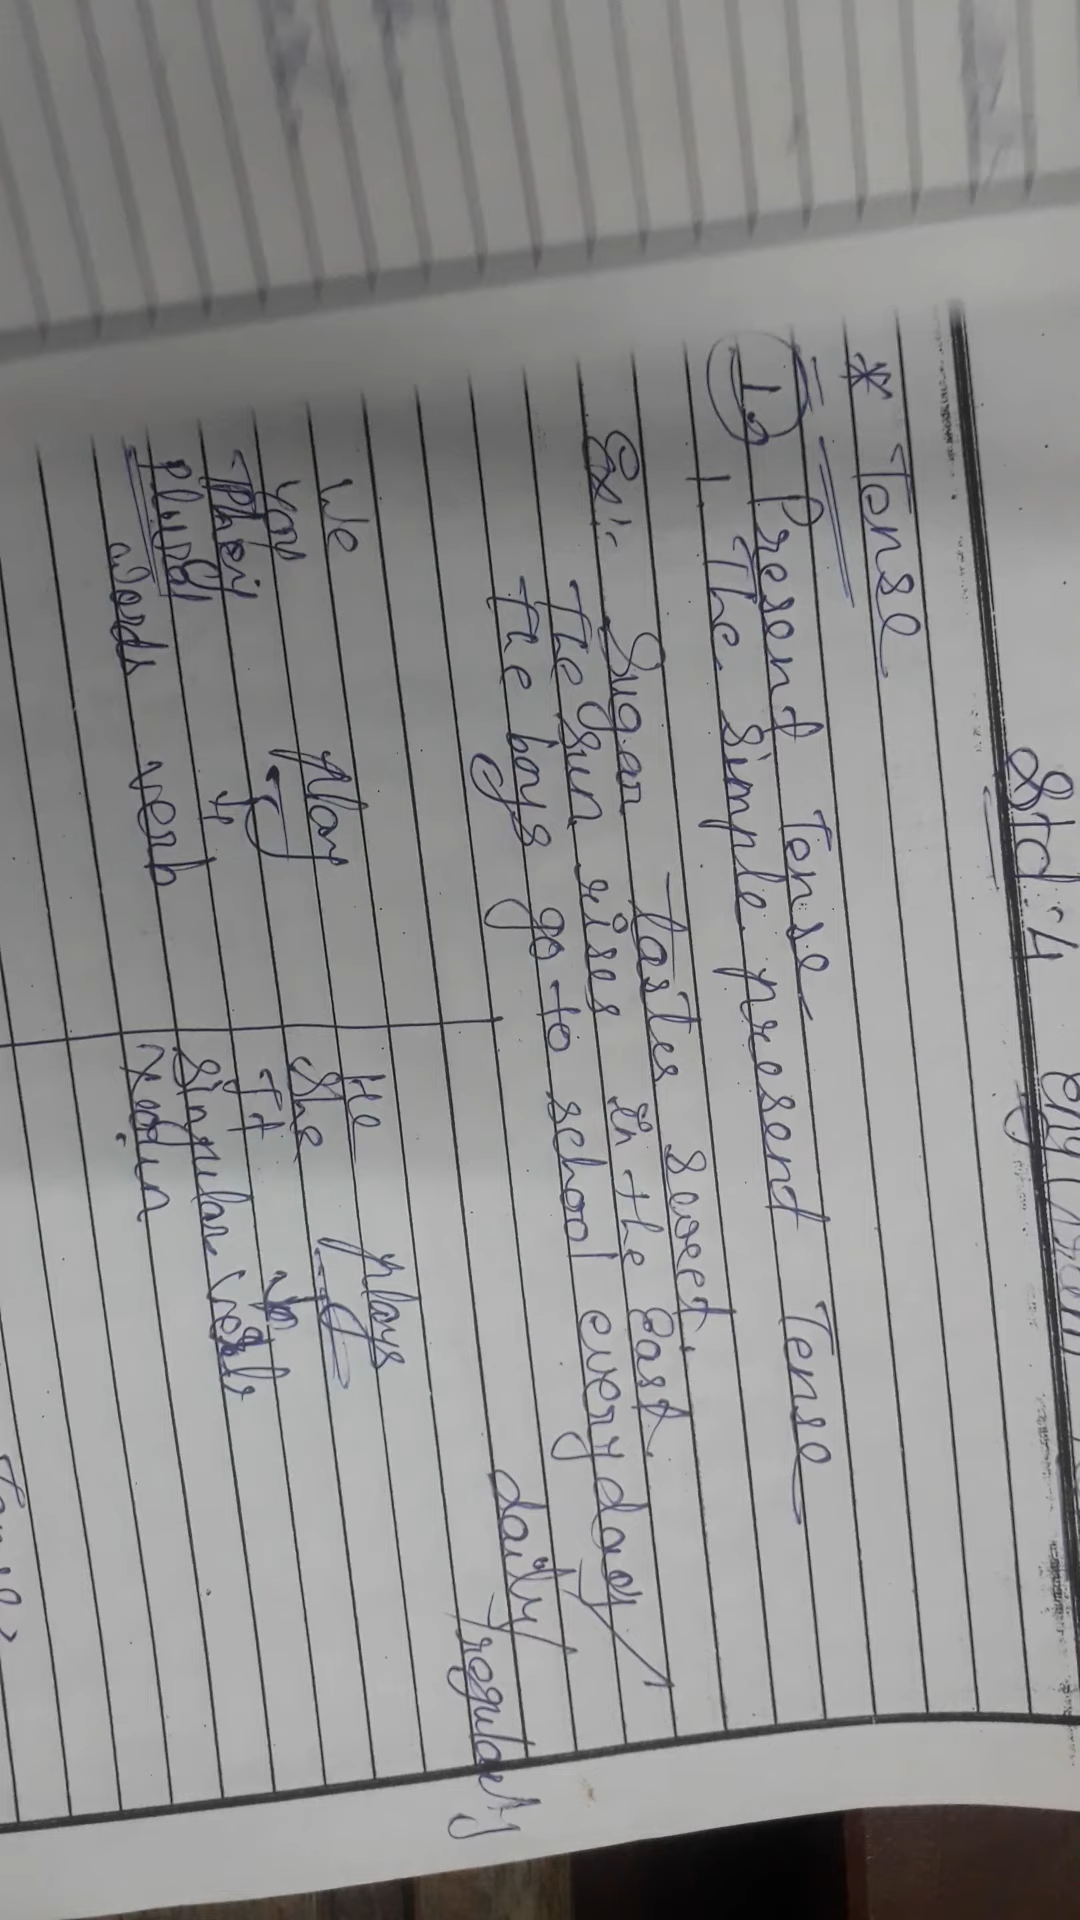 Std : 4 eng (
* Tense
1. Present Tense
1. The Simple present Tense
Ex:- Sugar tastes sweet.
The sun rises in the East.
The boys go to school everyday/
daily/
regularly
We
You play
They
Plural
words verb
He
She plays
It
Singular verb